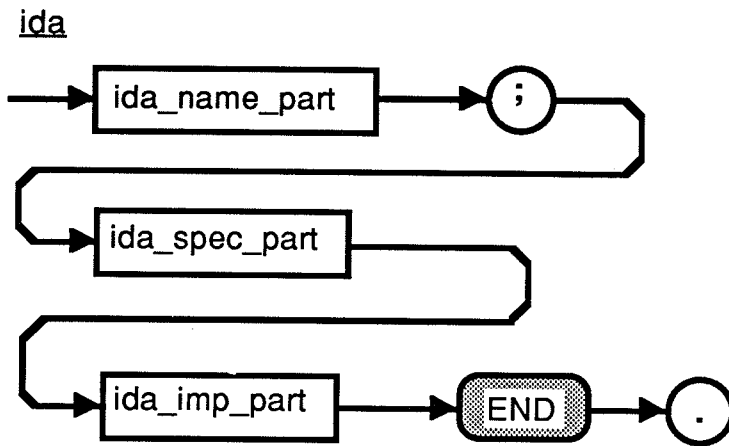 ida
ida_name_part ;
ida_spec_part
ida_imp_part END .